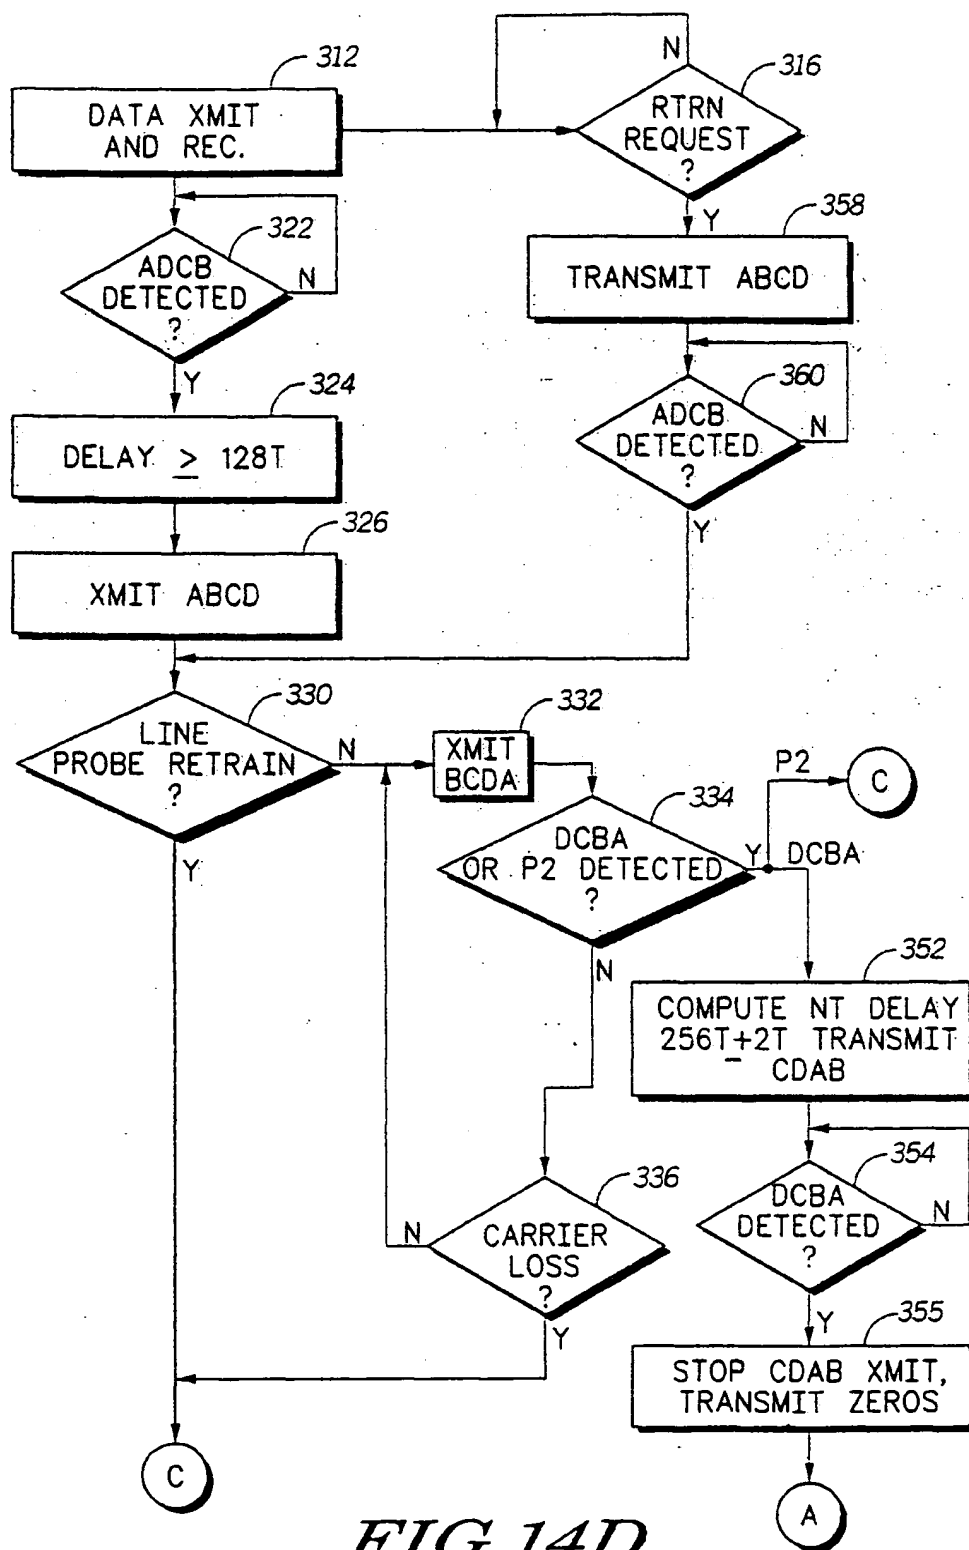 312
DATA XMIT
AND REC.
N
316
RTRN
REQUEST
?
Y
358
TRANSMIT ABCD
322
ADCB
DETECTED
?
N
Y
360
ADCB
DETECTED
?
N
Y
324
DELAY ≥ 128T
326
XMIT ABCD
330
LINE
PROBE RETRAIN
?
N
Y
332
XMIT
BCDA
334
DCBA
OR P2 DETECTED
?
Y
N
P2
C
DCBA
352
COMPUTE NT DELAY
256T±2T TRANSMIT
CDAB
354
DCBA
DETECTED
?
N
Y
336
CARRIER
LOSS
?
N
Y
355
STOP CDAB XMIT,
TRANSMIT ZEROS
C
A
FIG.14D